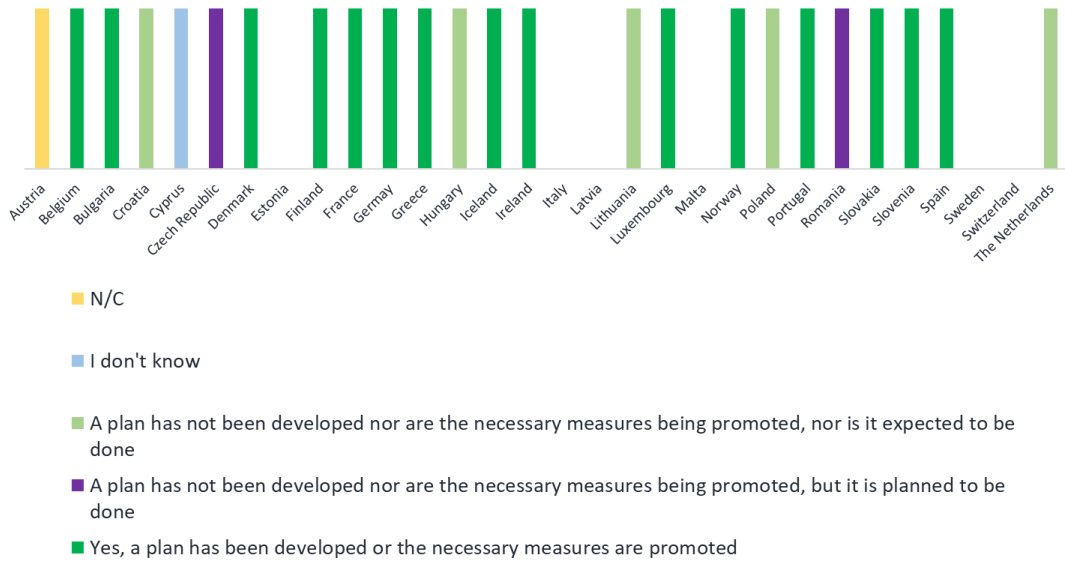 Austria
Belgium
Bulgaria
Croatia
Cyprus
Czech Republic
Denmark
Estonia
Finland
France
Germay
Greece
Hungary
Iceland
Ireland
Italy
Latvia
Lithuania
Luxembourg
Malta
Norway
Poland
Portugal
Romania
Slovakia
Slovenia
Spain
Sweden
Switzerland
The Netherlands
N/C
I don't know
A plan has not been developed nor are the necessary measures being promoted, nor is it expected to be
done
A plan has not been developed nor are the necessary measures being promoted, but it is planned to be
done
Yes, a plan has been developed or the necessary measures are promoted